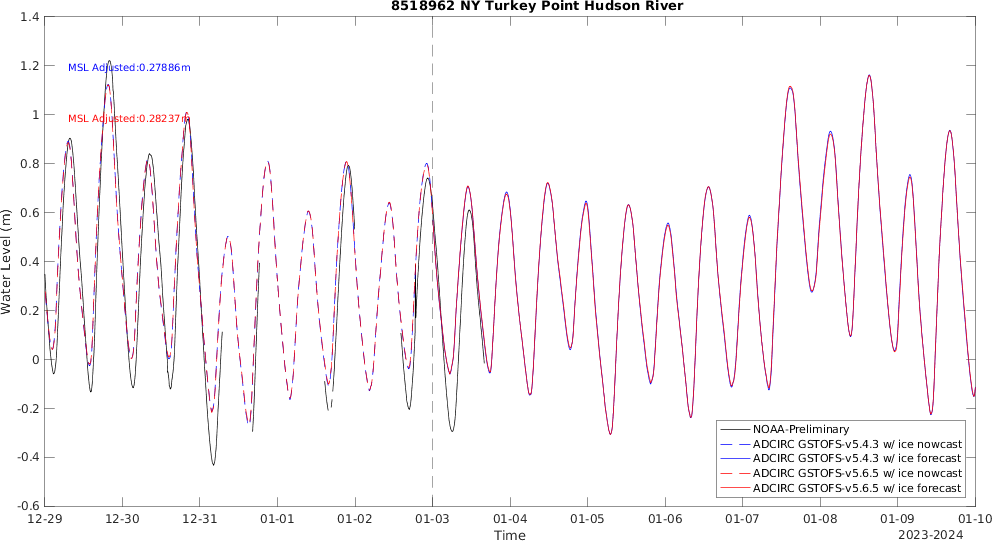 8518962 NY Turkey Point Hudson River
1.4
1.2
1
0.8
0.6
0.4
0.2
0
-0.2
-0.4
-0.6
Water Level (m)
MSL Adjusted:0.27886m
MSL Adjusted:0.28237m
NOAA-Preliminary
ADCIRC GSTOFS-v5.4.3 w/ ice nowcast
ADCIRC GSTOFS-v5.4.3 w/ ice forecast
ADCIRC GSTOFS-v5.6.5 w/ ice nowcast
ADCIRC GSTOFS-v5.6.5 w/ ice forecast
12-29 12-30 12-31 01-01 01-02 01-03 01-04 01-05 01-06 01-07 01-08 01-09 01-10
Time
2023-2024